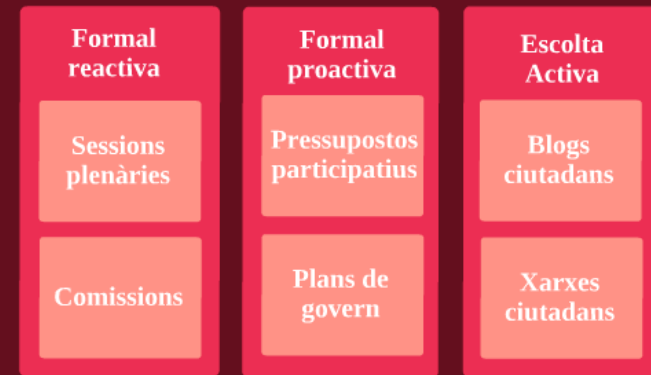 Formal
reactiva
Sessions
plenàries
Comissions
Formal
proactiva
Pressupostos
participatius
Plans de
govern
Escolta
Activa
Blogs
ciutadans
Xarxes
ciutadans